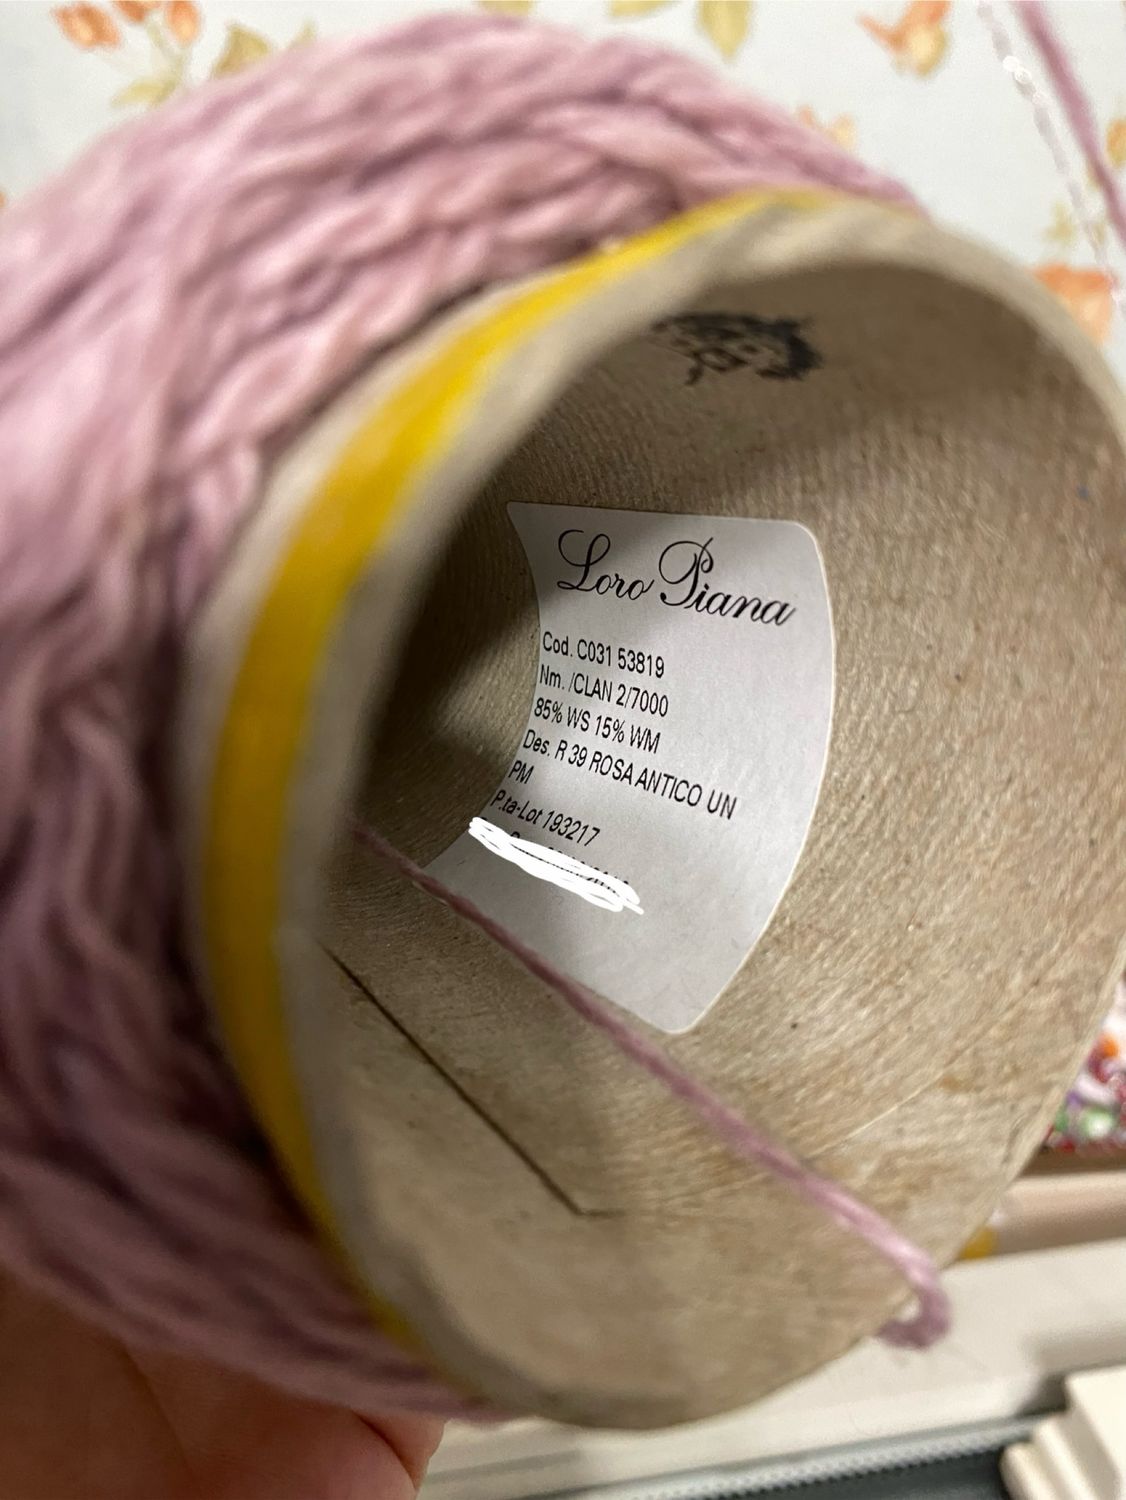 Loro Piana
Cod. C031 53819
Nm. /CLAN 2/7000
85% WS 15% WM
Des. R 39 ROSA ANTICO UN
PM
P.ta-Lot 193217